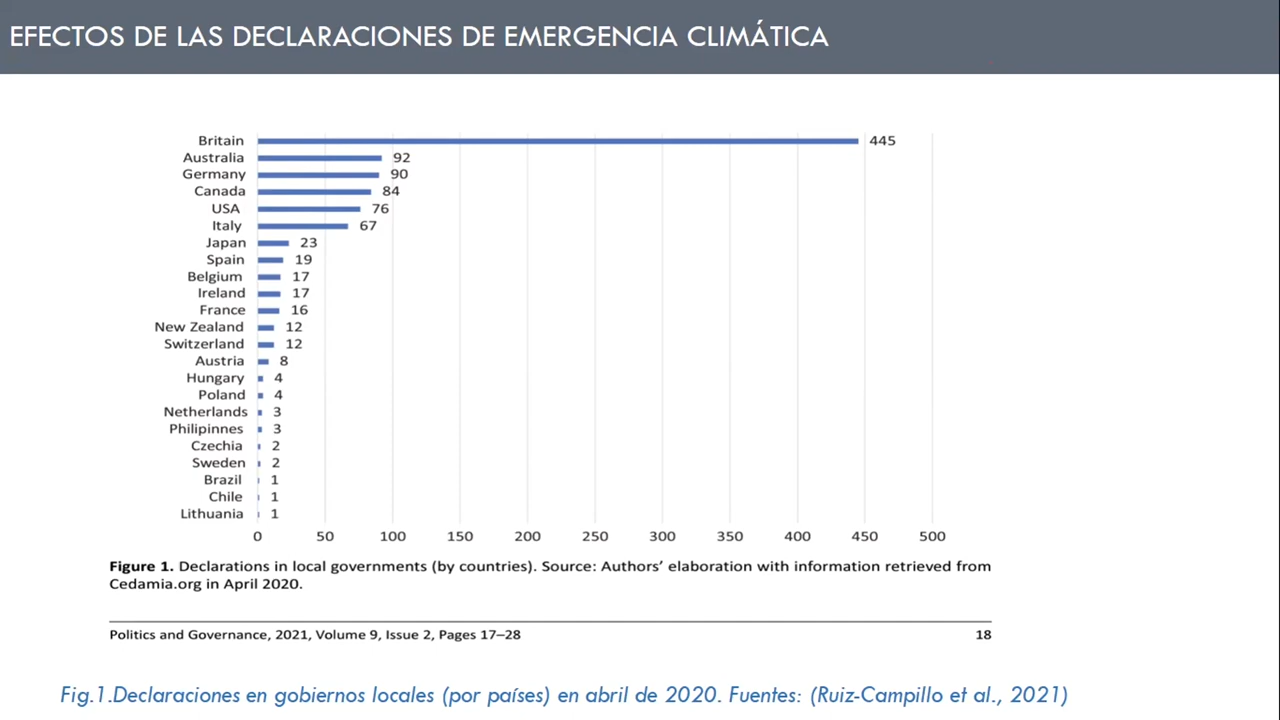 EFECTOS DE LAS DECLARACIONES DE EMERGENCIA CLIMÁTICA
Britain 445
Australia 92
Germany 90
Canada 84
USA 76
Italy 67
Japan 23
Spain 19
Belgium 17
Ireland 17
France 16
New Zealand 12
Switzerland 12
Austria 8
Hungary 4
Poland 4
Netherlands 3
Philipinnes 3
Czechia 2
Sweden 2
Brazil 1
Chile 1
Lithuania 1
0 50 100 150 200 250 300 350 400 450 500
Figure 1. Declarations in local governments (by countries). Source: Authors’ elaboration with information retrieved from
Cedamia.org in April 2020.
Politics and Governance, 2021, Volume 9, Issue 2, Pages 17–28 18
Fig.1.Declaraciones en gobiernos locales (por países) en abril de 2020. Fuentes: (Ruiz-Campillo et al., 2021)